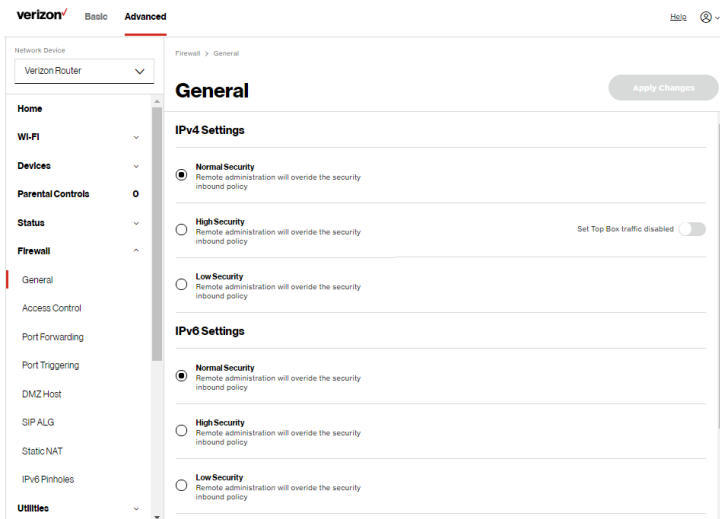 verizon Basic Advanced Help
Network Device
Verizon Router
Home
Wi-Fi
Devices
Parental Controls 0
Status
Firewall
General
Access Control
Port Forwarding
Port Triggering
DMZ Host
SIP ALG
Static NAT
IPv6 Pinholes
Utilities
Firewall > General
General
Apply Changes
IPv4 Settings
Normal Security
Remote administration will overide the security
inbound policy
High Security
Remote administration will overide the security
inbound policy
Set Top Box traffic disabled
Low Security
Remote administration will overide the security
inbound policy
IPv6 Settings
Normal Security
Remote administration will overide the security
inbound policy
High Security
Remote administration will overide the security
inbound policy
Low Security
Remote administration will overide the security
inbound policy